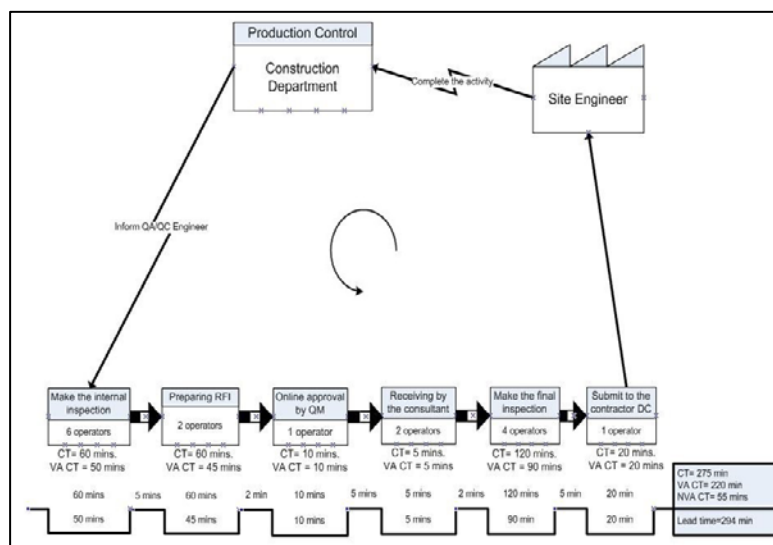 Production Control
Construction
Department
Complete the activity
Site Engineer
Inform QA/QC Engineer
Make the internal
inspection
6 operators
CT= 60 mins.
VA CT= 50 mins
Preparing RFI
2 operators
CT= 60 mins.
VA CT= 45 mins
Online approval
by QM
1 operator
CT= 10 mins.
VA CT= 10 mins
Receiving by
the consultant
2 operators
CT= 5 mins.
VA CT= 5 mins
Make the final
inspection
4 operators
CT= 120 mins.
VA CT= 90 mins
Submit to the
contractor DC
1 operator
CT= 20 mins.
VA CT= 20 mins
60 mins
5 mins
60 mins
2 min
10 mins
5 mins
5 mins
2 mins
120 mins
5 min
20 min
50 mins
45 mins
10 mins
5 mins
90 min
20 min
CT= 275 min
VA CT= 220 min
NVA CT= 55 mins
Lead time=294 min